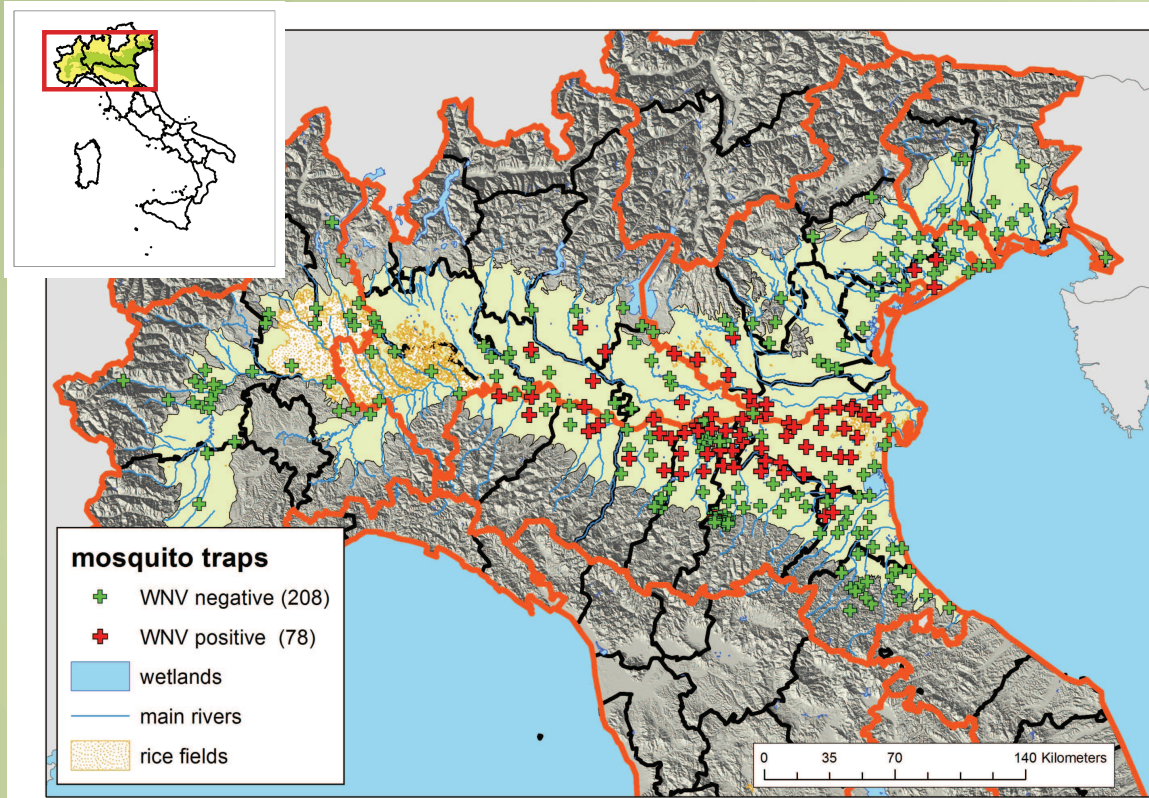 mosquito traps
WNV negative (208)
WNV positive (78)
wetlands
main rivers
rice fields
0 35 70 140 Kilometers